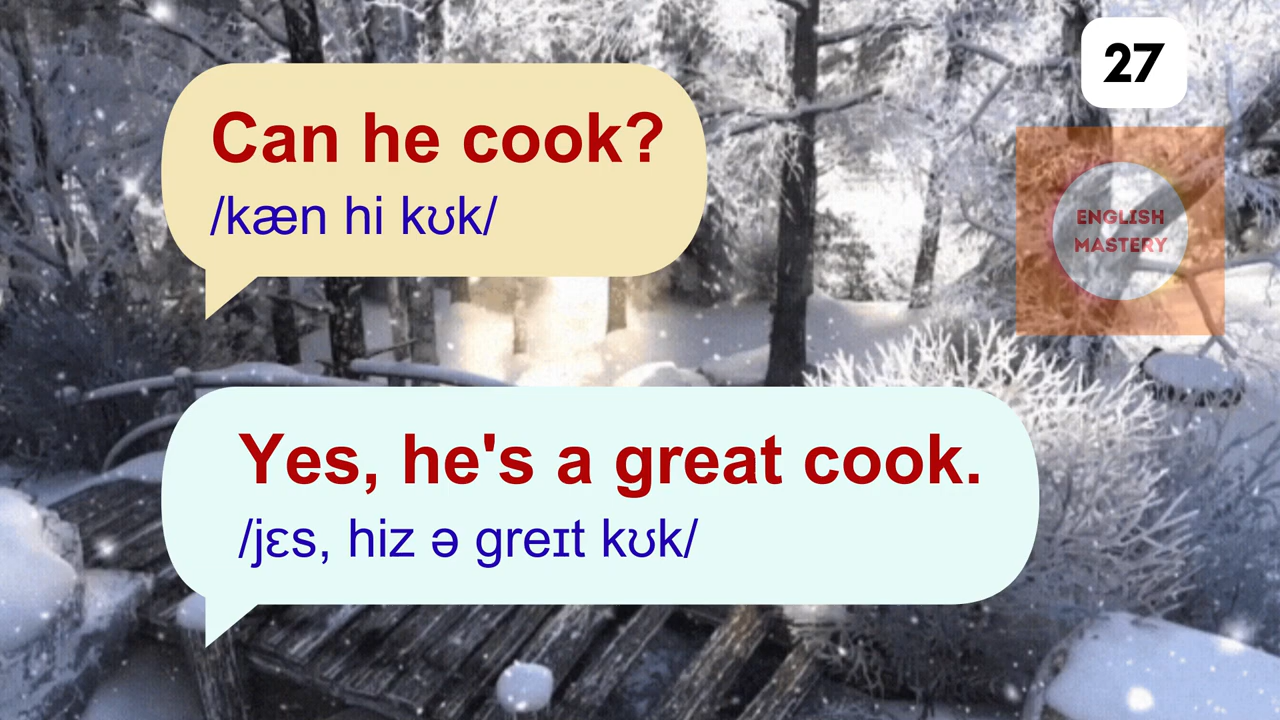 27
Can he cook?
/kæn hi kʊk/
ENGLISH
MASTERY
Yes, he's a great cook.
/jɛs, hiz ə greɪt kʊk/